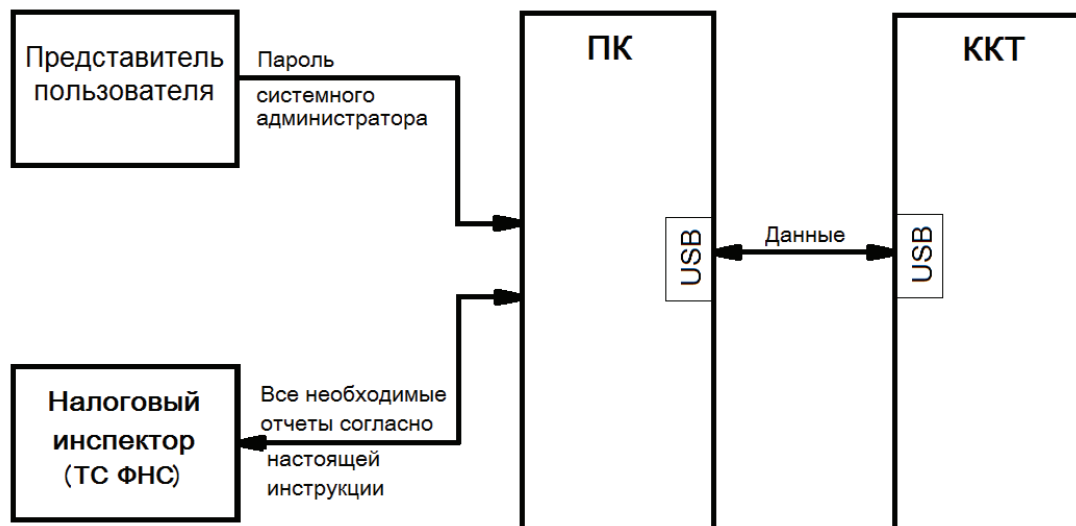 Представитель
пользователя
Пароль
системного
администратора
ПК
ККТ
USB
Данные
USB
Налоговый
инспектор
(ТС ФНС)
Все необходимые
отчеты согласно
настоящей
инструкции